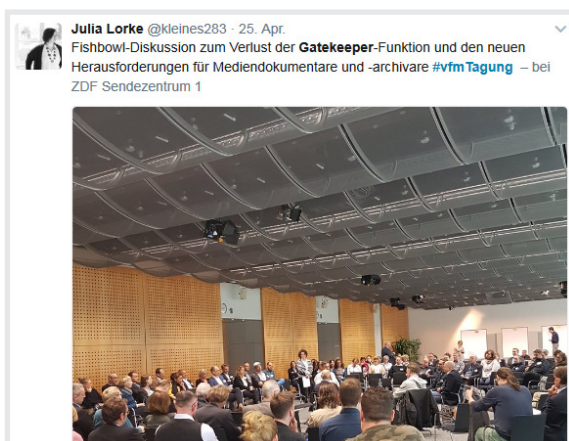 Julia Lorke @kleines283 · 25. Apr.
Fishbowl-Diskussion zum Verlust der Gatekeeper-Funktion und den neuen
Herausforderungen für Mediendokumentare und -archivare #vfmTagung – bei
ZDF Sendezentrum 1